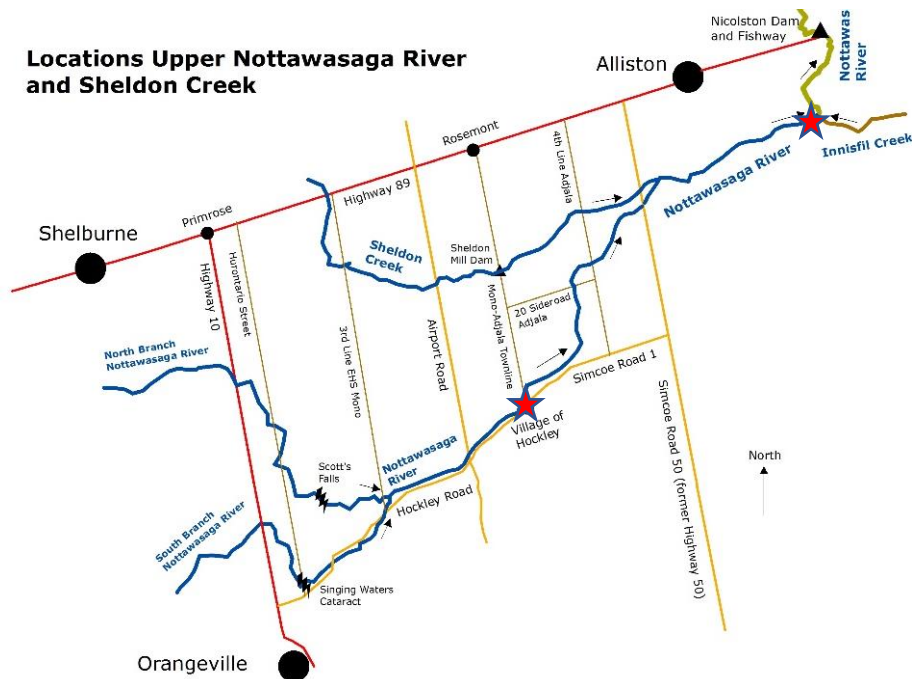 Locations Upper Nottawasaga River
and Sheldon Creek
Nicolston Dam
and Fishway
Nottawas
River
Alliston
Innisfil Creek
Nottawasaga River
Rosemont
4th Line Adjala
Highway 89
Primrose
Shelburne
Sheldon
Creek
Sheldon
Mill Dam
Hurontario Street
Highway 10
20 Sideroad
Adjala
Mono-Adjala Townline
Airport Road
3rd Line EHS Mono
North Branch
Nottawasaga River
Simcoe Road 1
Simcoe Road 50 (former Highway 50)
Village of
Hockley
North
Scott's
Falls
Nottawasaga
River
Hockley Road
South Branch
Nottawasaga River
Singing Waters
Cataract
Orangeville